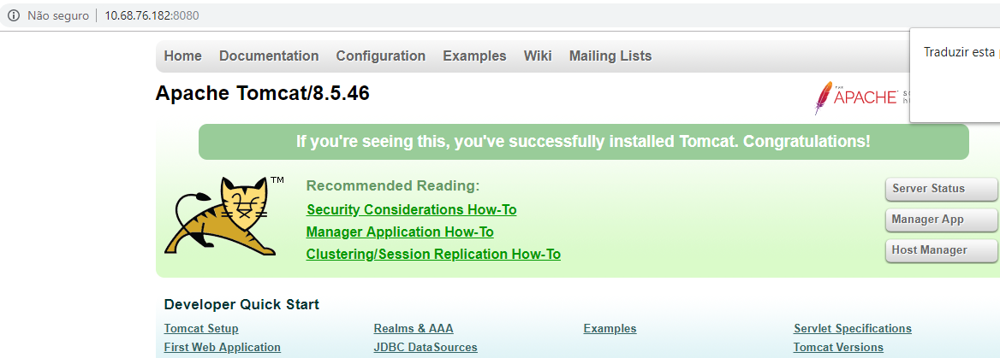 Não seguro 10.68.76.182:8080
Traduzir esta
Home Documentation Configuration Examples Wiki Mailing Lists
Apache Tomcat/8.5.46
THE APACHE
If you're seeing this, you've successfully installed Tomcat. Congratulations!
TM
Recommended Reading:
Security Considerations How-To
Manager Application How-To
Clustering/Session Replication How-To
Server Status
Manager App
Host Manager
Developer Quick Start
Tomcat Setup Realms & AAA Examples Servlet Specifications
First Web Application JDBC DataSources Tomcat Versions